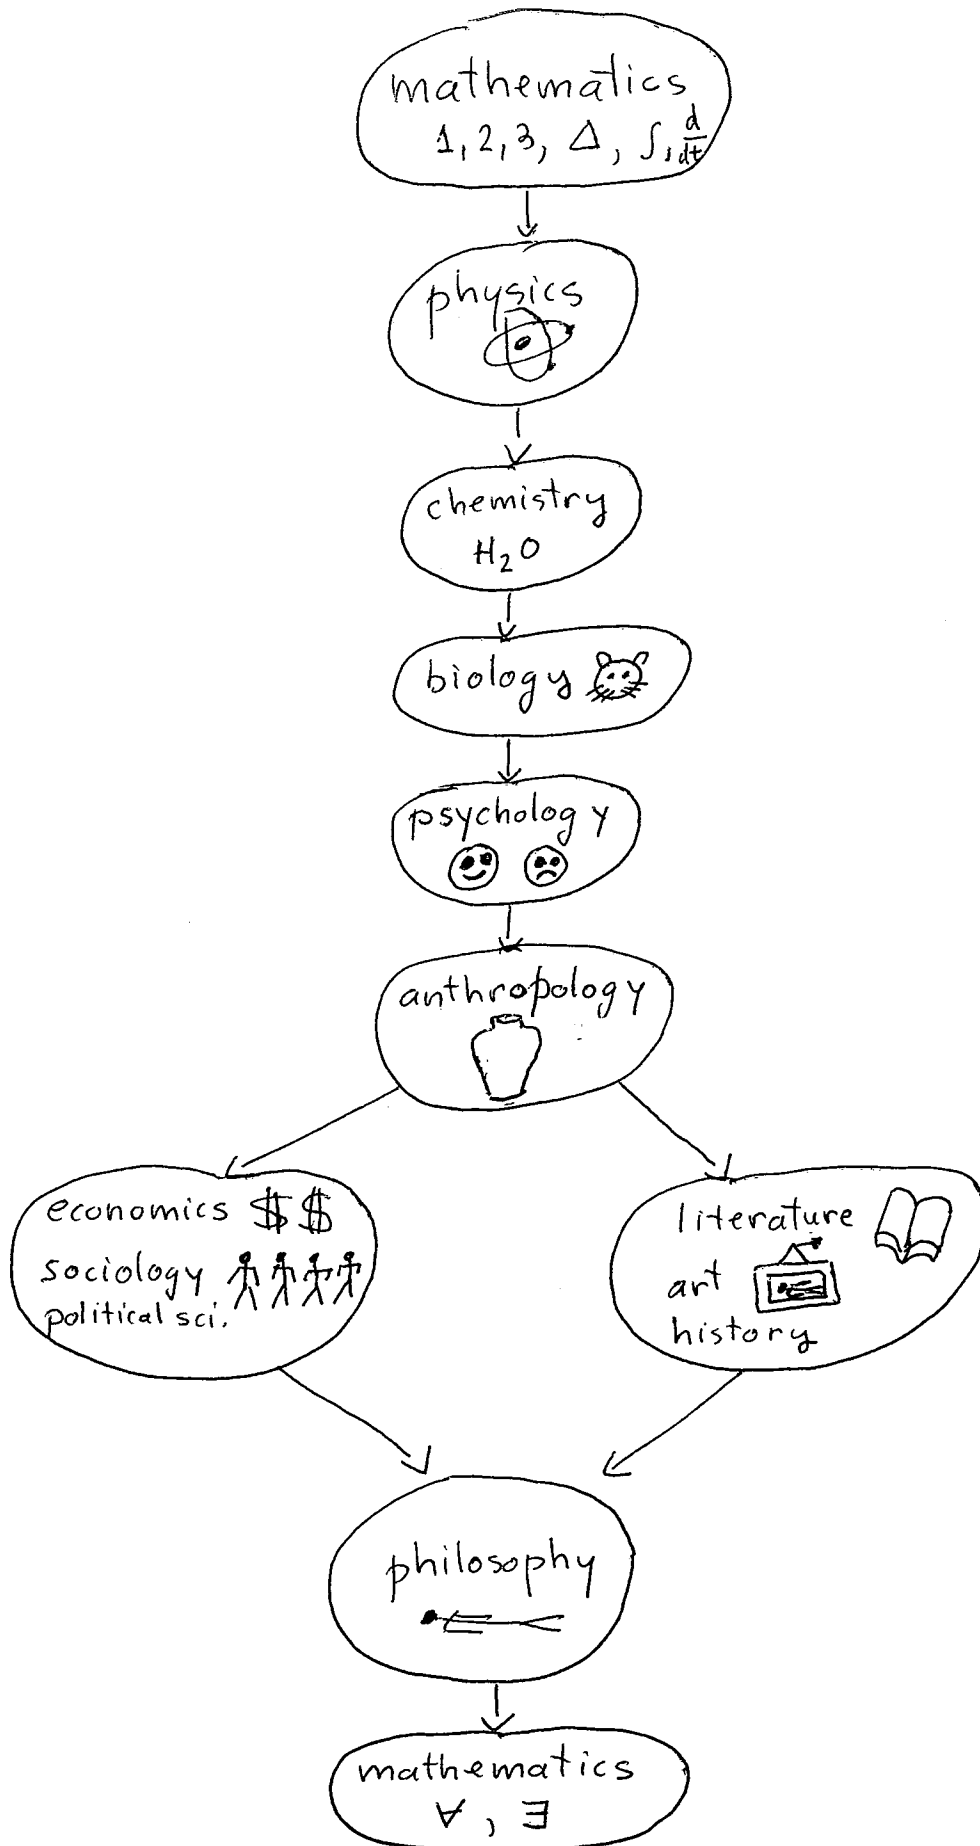 mathematics
1, 2, 3, Δ, ∫, d/dt
physics
chemistry
H₂O
biology
psychology
anthropology
economics $$
sociology
political sci.
literature
art
history
philosophy
mathematics
∀, ∃